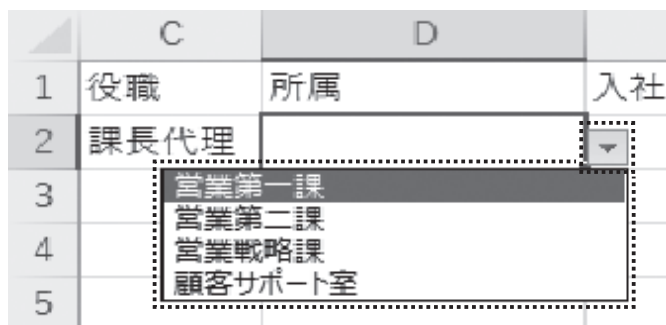 C D
1 役職 所属 入社
2 課長代理
営業第一課
3
営業第二課
4 営業戦略課
顧客サポート室
5